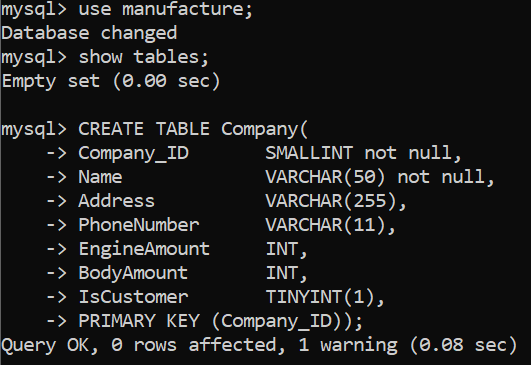 mysql> use manufacture;
Database changed
mysql> show tables;
Empty set (0.00 sec)

mysql> CREATE TABLE Company(
    -> Company_ID      SMALLINT not null,
    -> Name            VARCHAR(50) not null,
    -> Address         VARCHAR(255),
    -> PhoneNumber     VARCHAR(11),
    -> EngineAmount    INT,
    -> BodyAmount      INT,
    -> IsCustomer      TINYINT(1),
    -> PRIMARY KEY (Company_ID));
Query OK, 0 rows affected, 1 warning (0.08 sec)